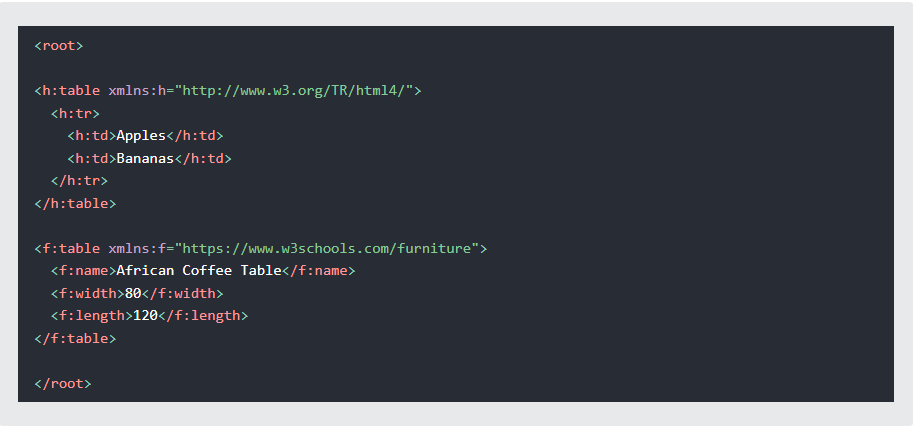 <root>
<h:table xmlns:h="http://www.w3.org/TR/html4/">
<h:tr>
<h:td>Apples</h:td>
<h:td>Bananas</h:td>
</h:tr>
</h:table>
<f:table xmlns:f="https://www.w3schools.com/furniture">
<f:name>African Coffee Table</f:name>
<f:width>80</f:width>
<f:length>120</f:length>
</f:table>
</root>